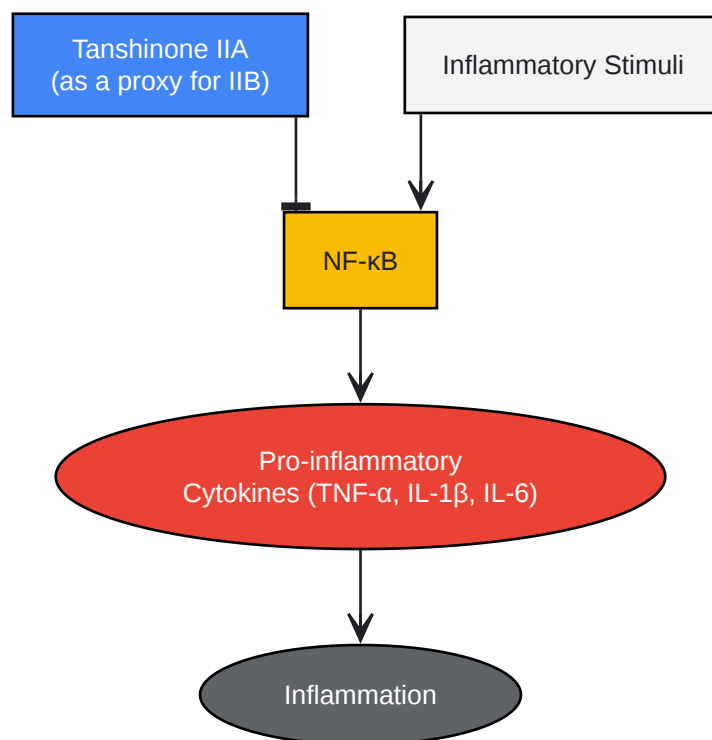 Tanshinone IIA
(as a proxy for IIB)
Inflammatory Stimuli
NF-κB
Pro-inflammatory
Cytokines (TNF-α, IL-1β, IL-6)
Inflammation